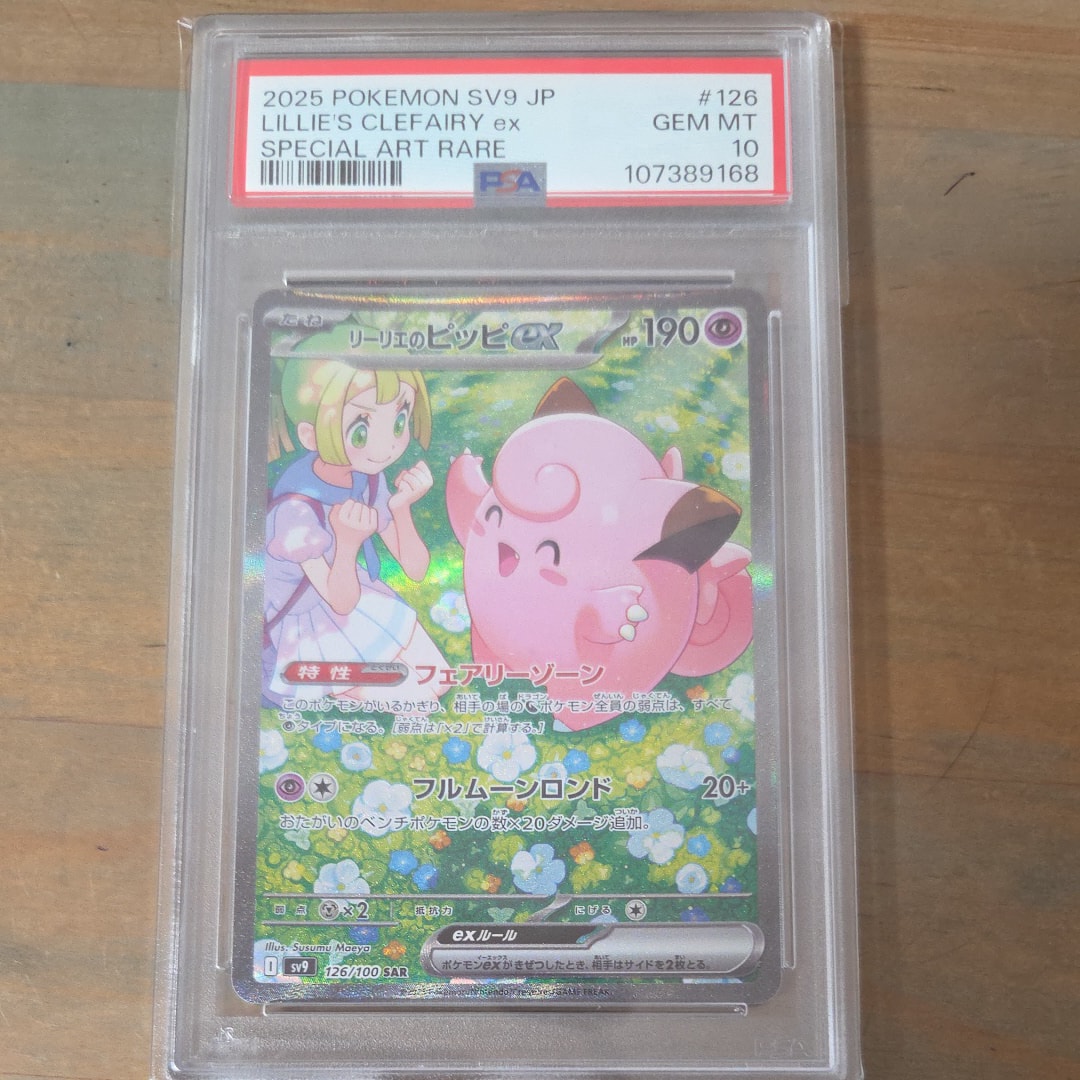 2025 POKEMON SV9 JP #126
LILLIE'S CLEFAIRY ex GEM MT
SPECIAL ART RARE 10
PSA 107389168
たね リーリエのピッピex HP 190
特性 とくせい フェアリーゾーン
このポケモンがいるかぎり、相手の場のポケモン全員の弱点は、すべて
タイプになる。[弱点は「×2」で計算する。]
フルムーンロンド 20+
おたがいのベンチポケモンの数×20ダメージ追加。
弱点 ×2 抵抗力 にげる
exルール
ポケモンexがきぜつしたとき、相手はサイドを2枚とる。
Illus. Susumu Maeya
D sv9 126/100 SAR